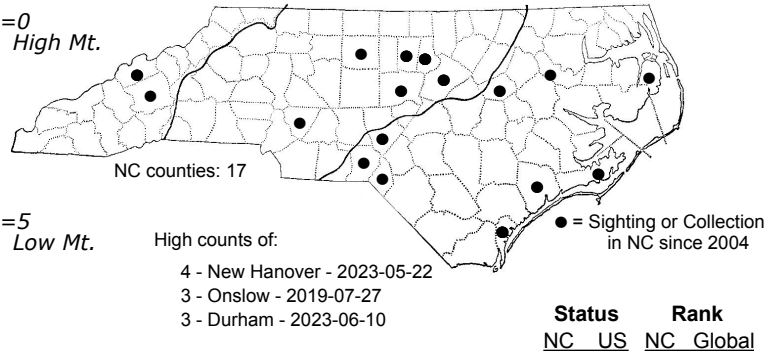 =0
High Mt.
NC counties: 17
=5
Low Mt.
High counts of:
4 - New Hanover - 2023-05-22
3 - Onslow - 2019-07-27
3 - Durham - 2023-06-10
● = Sighting or Collection
in NC since 2004
Status Rank
NC US NC Global